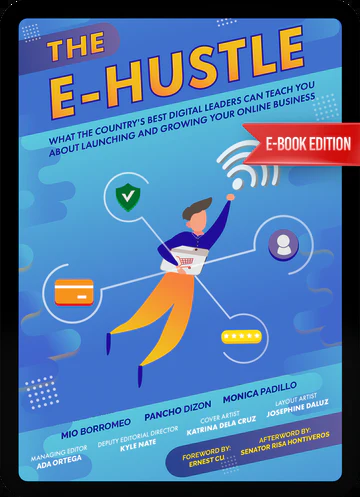 THE
E-HUSTLE
WHAT THE COUNTRY'S BEST DIGITAL LEADERS CAN TEACH YOU
ABOUT LAUNCHING AND GROWING YOUR ONLINE BUSINESS
E-BOOK EDITION
MIO BORROMEO PANCHO DIZON MONICA PADILLO
MANAGING EDITOR
ADA ORTEGA
DEPUTY EDITORIAL DIRECTOR
KYLE NATE
COVER ARTIST
KATRINA DELA CRUZ
LAYOUT ARTIST
JOSEPHINE DALUZ
FOREWORD BY:
ERNEST CU
AFTERWORD BY:
SENATOR RISA HONTIVEROS